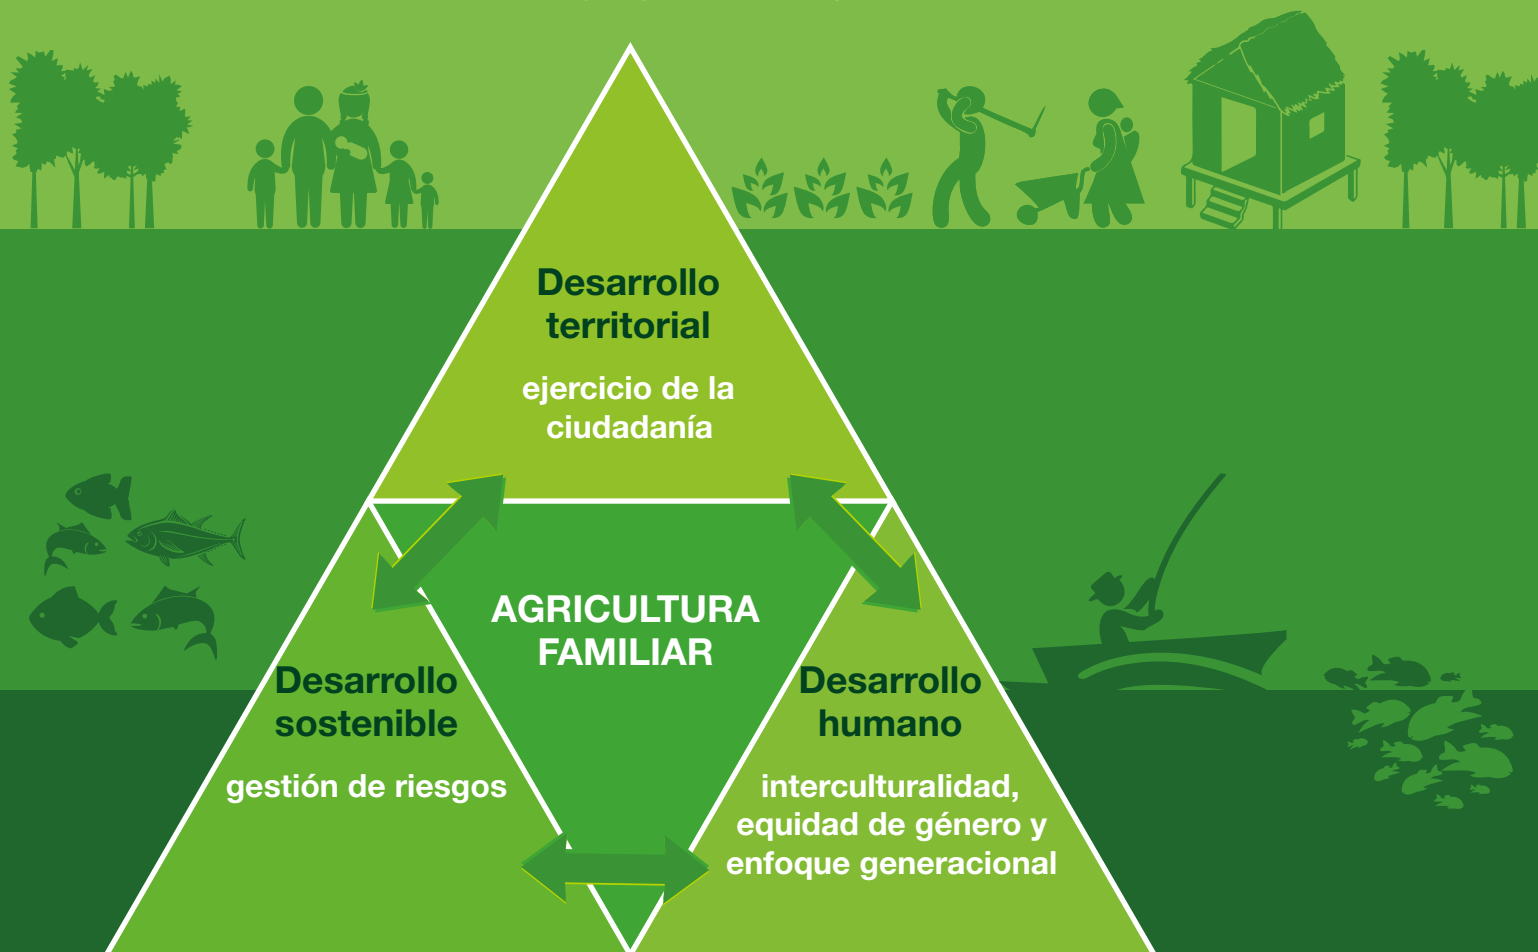 Desarrollo
territorial
ejercicio de la
ciudadanía
AGRICULTURA
FAMILIAR
Desarrollo
sostenible
gestión de riesgos
Desarrollo
humano
interculturalidad,
equidad de género y
enfoque generacional